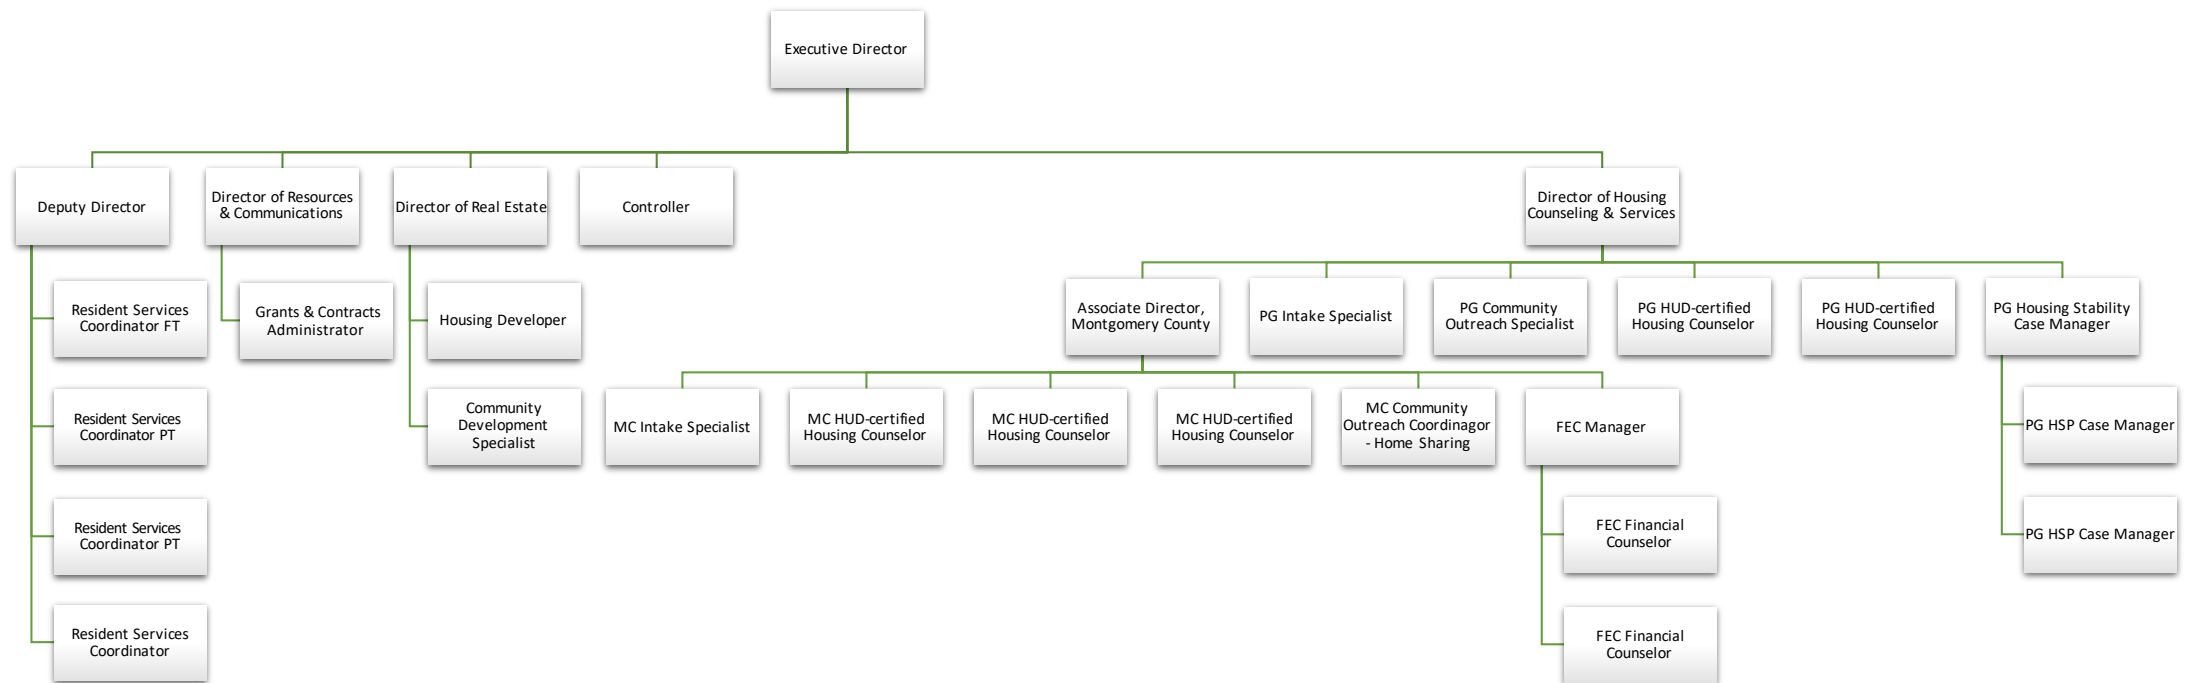 Executive Director
Deputy Director
Director of Resources
& Communications
Director of Real Estate
Controller
Director of Housing
Counseling & Services
Resident Services
Coordinator FT
Grants & Contracts
Administrator
Housing Developer
Associate Director,
Montgomery County
PG Intake Specialist
PG Community
Outreach Specialist
PG HUD-certified
Housing Counselor
PG HUD-certified
Housing Counselor
PG Housing Stability
Case Manager
Resident Services
Coordinator PT
Community
Development
Specialist
MC Intake Specialist
MC HUD-certified
Housing Counselor
MC HUD-certified
Housing Counselor
MC HUD-certified
Housing Counselor
MC Community
Outreach Coordinagor
- Home Sharing
FEC Manager
PG HSP Case Manager
Resident Services
Coordinator PT
FEC Financial
Counselor
PG HSP Case Manager
Resident Services
Coordinator
FEC Financial
Counselor